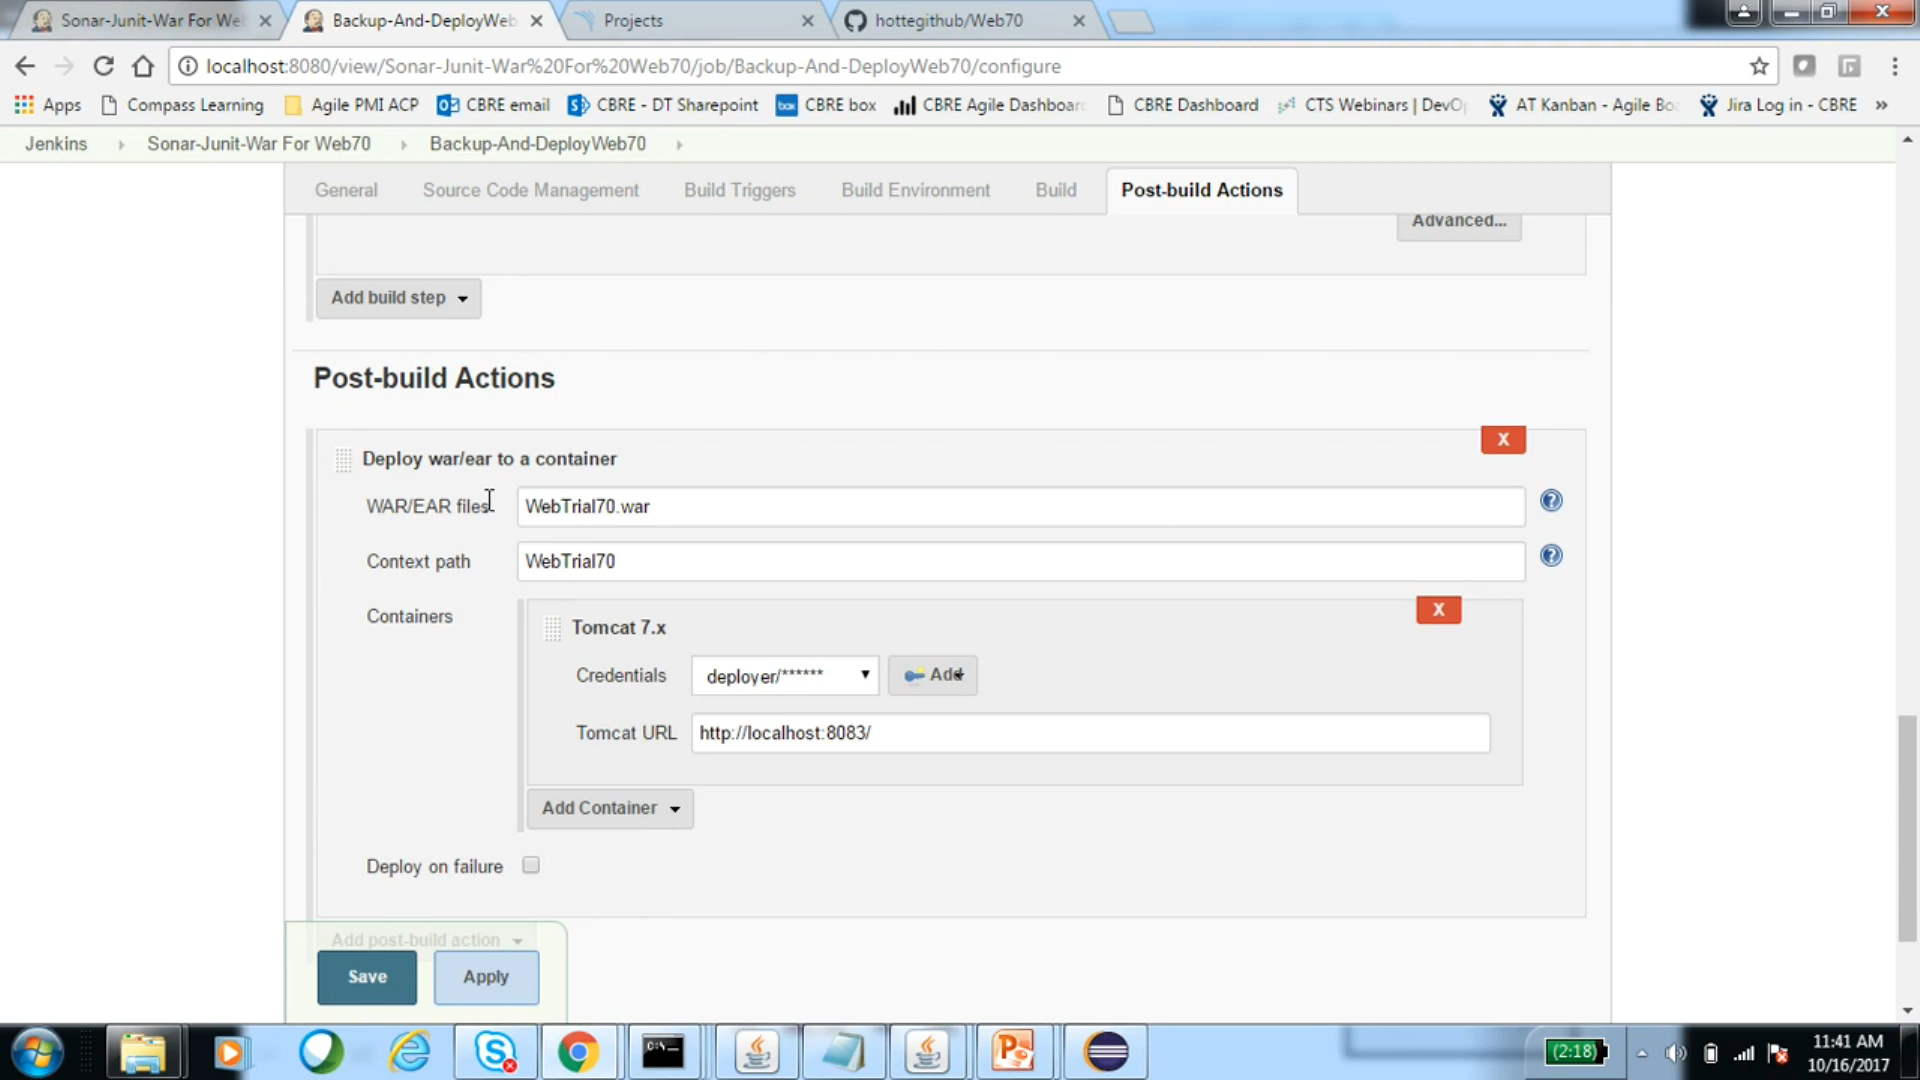 Sonar-Junit-War For We
Backup-And-DeployWeb
Projects
hottegithub/Web70
localhost:8080/view/Sonar-Junit-War%20For%20Web70/job/Backup-And-DeployWeb70/configure
Apps
Compass Learning
Agile PMI ACP
CBRE email
CBRE - DT Sharepoint
box
CBRE box
CBRE Agile Dashboar
CBRE Dashboard
CTS Webinars | DevO
AT Kanban - Agile Bo
Jira Log in - CBRE
»
Jenkins
Sonar-Junit-War For Web70
Backup-And-DeployWeb70
General
Source Code Management
Build Triggers
Build Environment
Build
Post-build Actions
Advanced...
Add build step
Post-build Actions
X
Deploy war/ear to a container
WAR/EAR files
WebTrial70.war
Context path
WebTrial70
Containers
X
Tomcat 7.x
Credentials
deployer/******
Add
Tomcat URL
http://localhost:8083/
Add Container
Deploy on failure
Add post-build action
Save
Apply
(2:18)
11:41 AM
10/16/2017